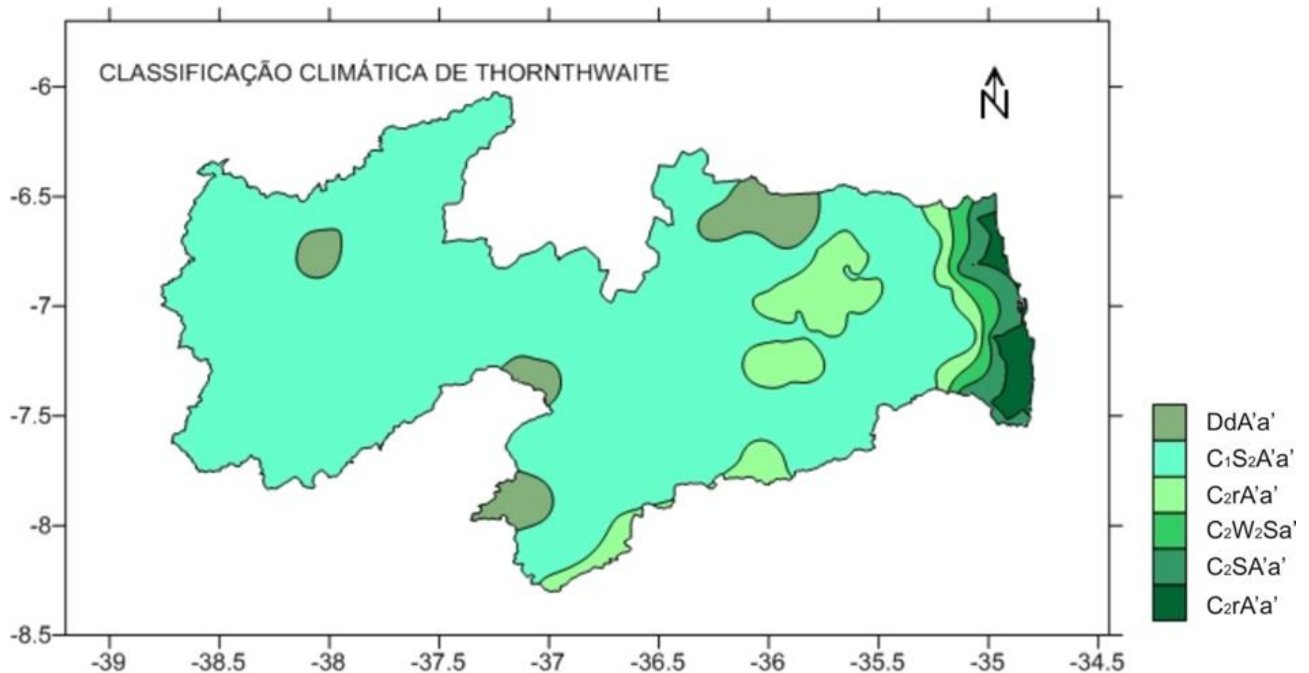 CLASSIFICAÇÃO CLIMÁTICA DE THORNTHWAITE
N
-6
-6.5
-7
-7.5
-8
-8.5
-39
-38.5
-38
-37.5
-37
-36.5
-36
-35.5
-35
-34.5
DdA'a'
C₁S₂A'a'
C₂rA'a'
C₂W₂Sa'
C₂SA'a'
C₂rA'a'